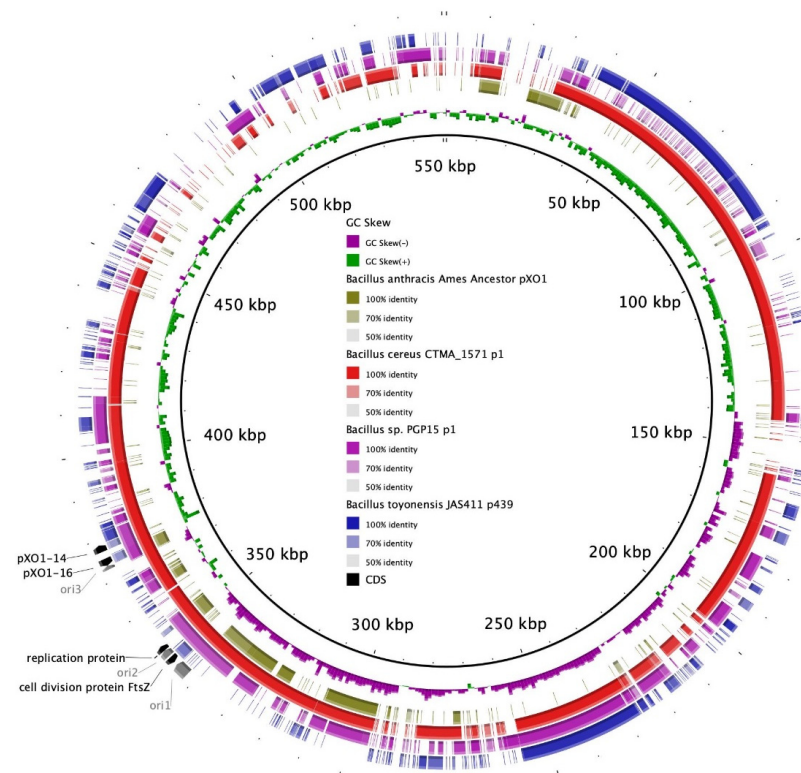 550 kbp
50 kbp
100 kbp
150 kbp
200 kbp
250 kbp
300 kbp
350 kbp
400 kbp
450 kbp
500 kbp
GC Skew
GC Skew(-)
GC Skew(+)
Bacillus anthracis Ames Ancestor pXO1
100% identity
70% identity
50% identity
Bacillus cereus CTMA_1571 p1
100% identity
70% identity
50% identity
Bacillus sp. PGP15 p1
100% identity
70% identity
50% identity
Bacillus toyonensis JAS411 p439
100% identity
70% identity
50% identity
CDS
pXO1-14
pXO1-16
ori3
replication protein
ori2
cell division protein FtsZ
ori1